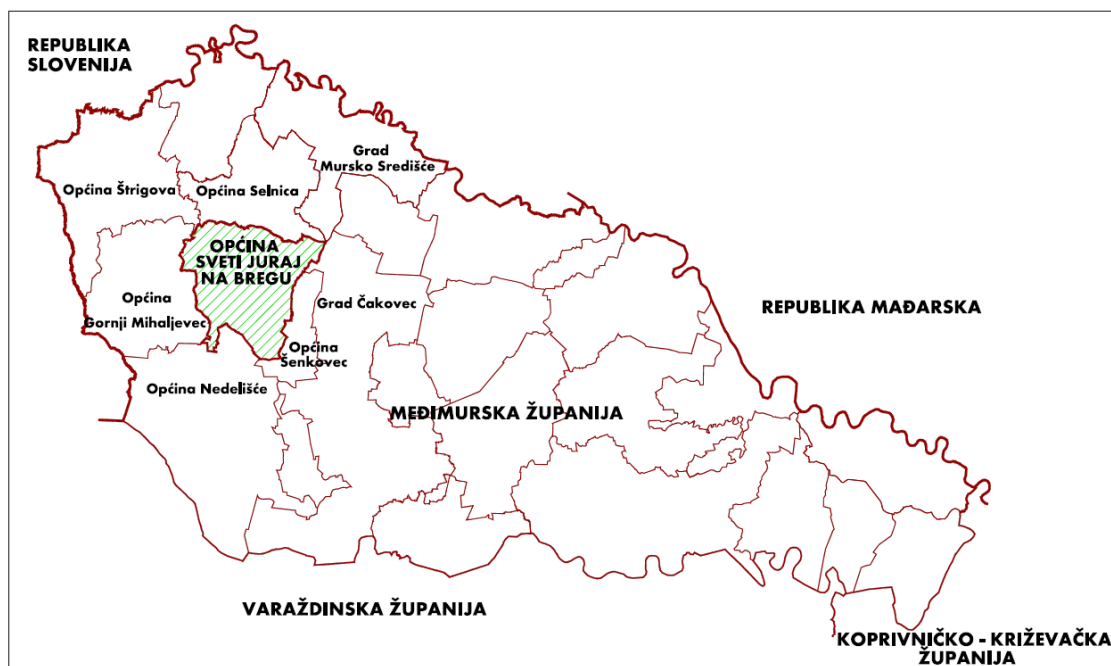 REPUBLIKA
SLOVENIJA
Grad
Mursko Središće
Općina Štrigova
Općina Selnica
OPĆINA
SVETI JURAJ
NA BREGU
Općina
Gornji Mihaljevec
Grad Čakovec
REPUBLIKA MAĐARSKA
Općina
Šenkovec
Općina Nedelišće
MEĐIMURSKA ŽUPANIJA
VARAŽDINSKA ŽUPANIJA
KOPRIVNIČKO - KRIŽEVAČKA
ŽUPANIJA